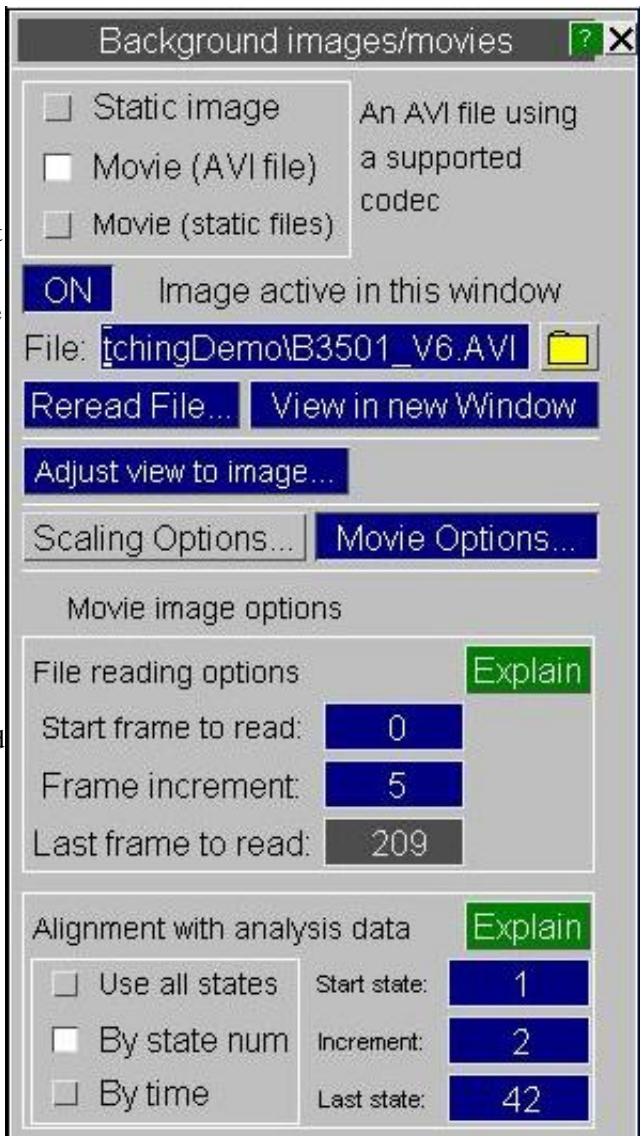 Background images/movies ? X
Static image
Movie (AVI file)
Movie (static files)
An AVI file using
a supported
codec
ON Image active in this window
File: tchingDemo\B3501_V6.AVI
Reread File... View in new Window
Adjust view to image...
Scaling Options... Movie Options...
Movie image options
File reading options Explain
Start frame to read: 0
Frame increment: 5
Last frame to read: 209
Alignment with analysis data Explain
Use all states Start state: 1
By state num Increment: 2
By time Last state: 42